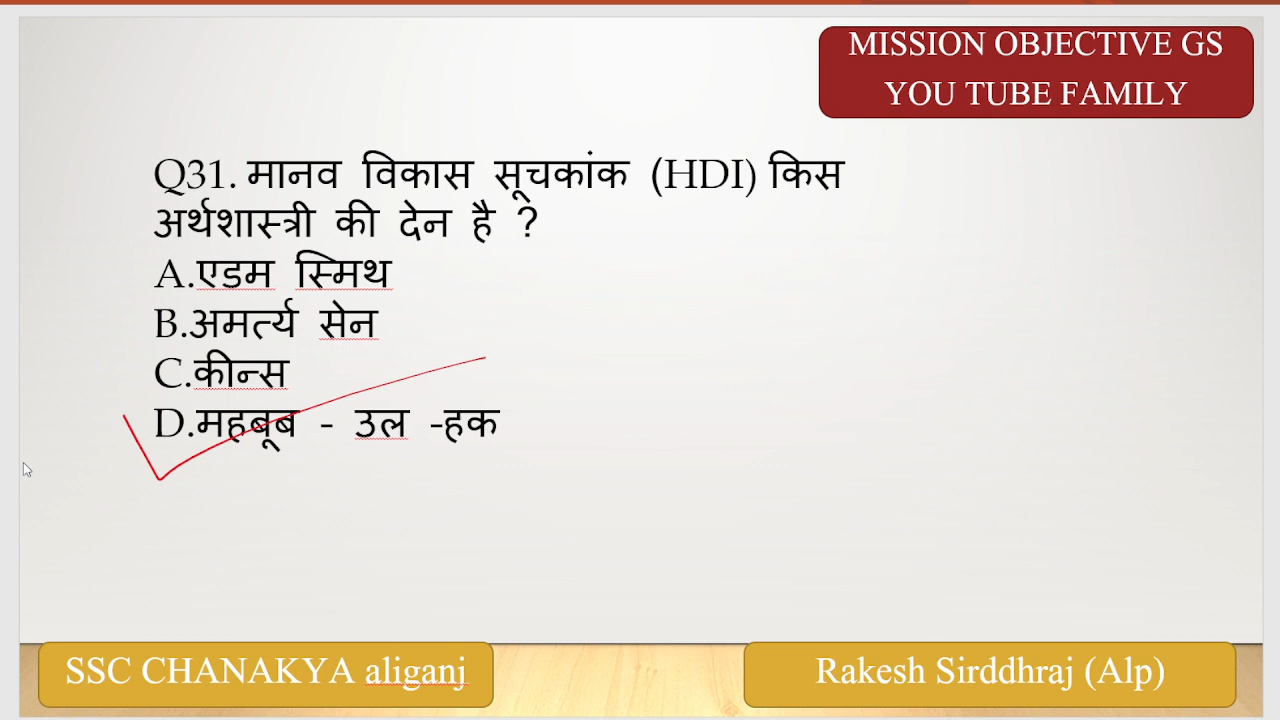 MISSION OBJECTIVE GS
YOU TUBE FAMILY
Q31. मानव विकास सूचकांक (HDI) किस
अर्थशास्त्री की देन है ?
A.एडम स्मिथ
B.अमर्त्य सेन
C.कीन्स
D.महबूब - उल -हक
SSC CHANAKYA aliganj
Rakesh Sirddhraj (Alp)